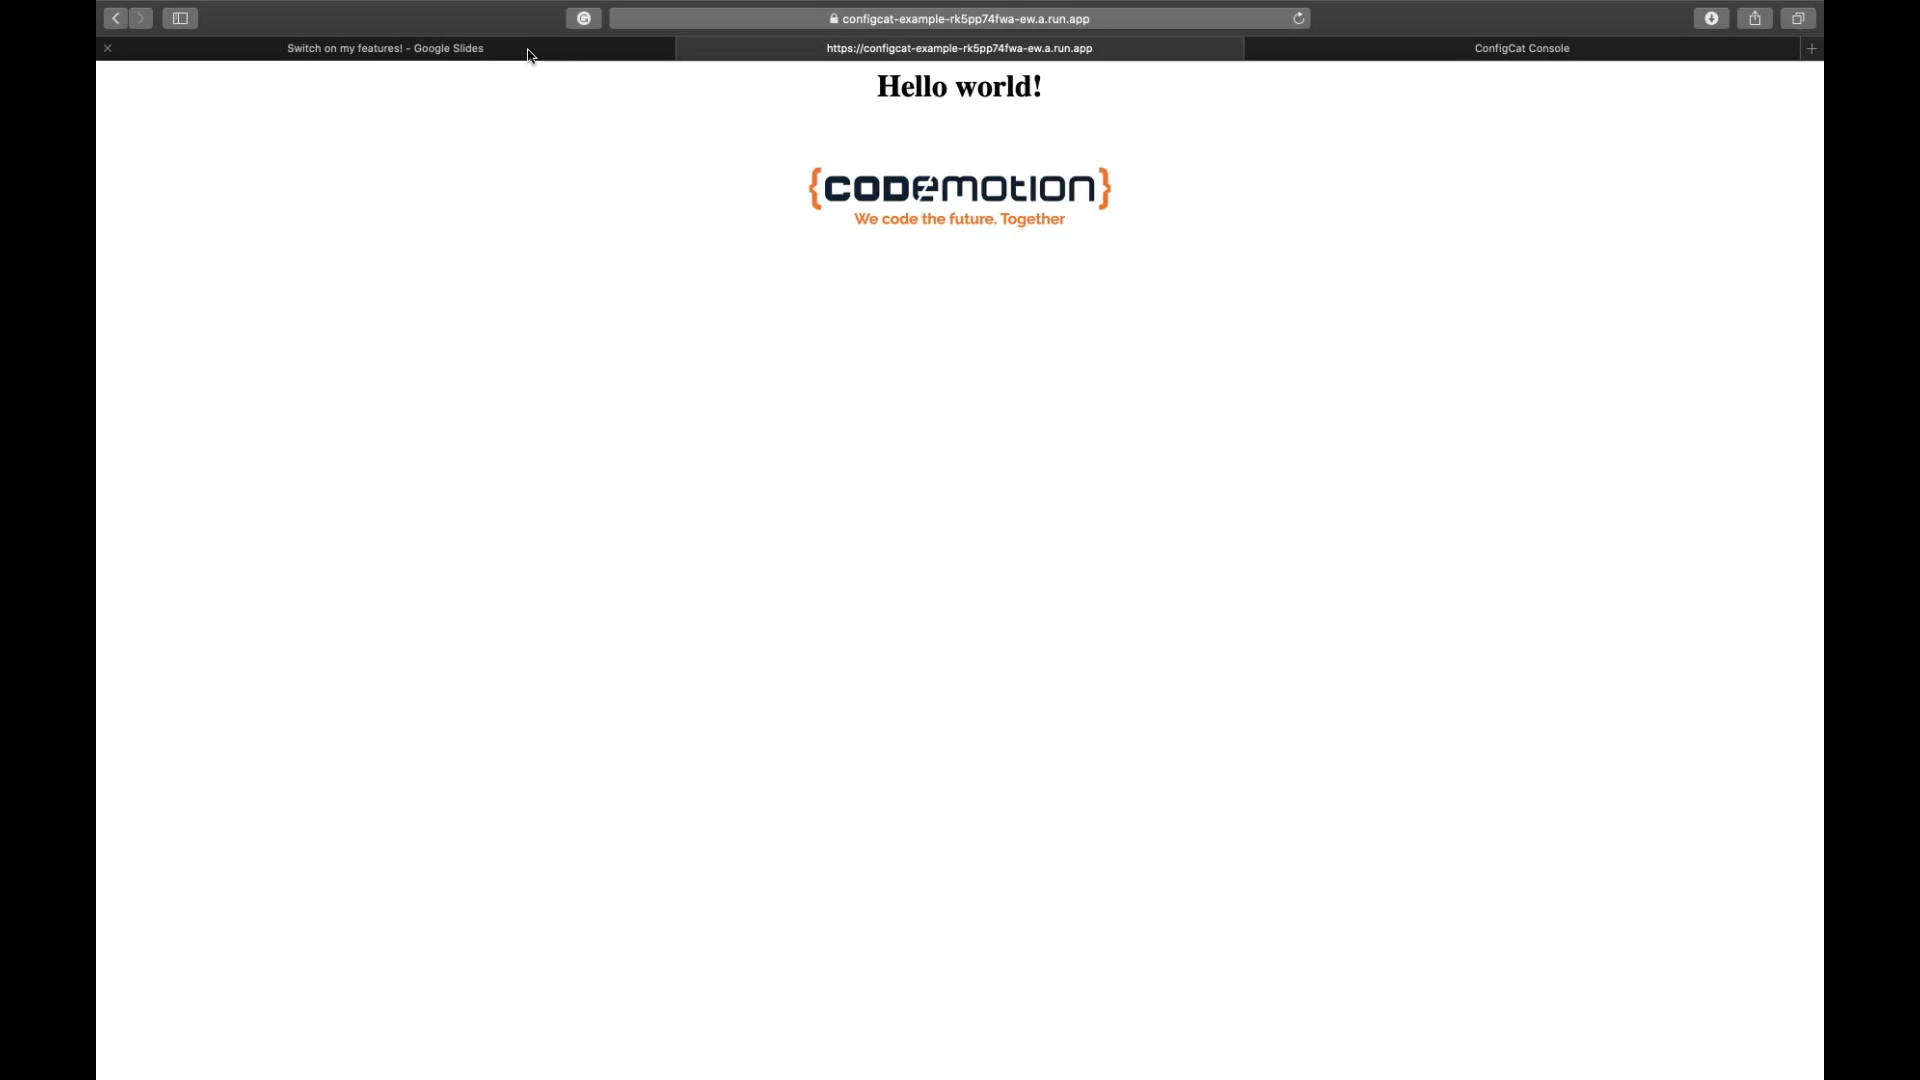 configcat-example-rk5pp74fwa-ew.a.run.app
Switch on my features! - Google Slides
https://configcat-example-rk5pp74fwa-ew.a.run.app
ConfigCat Console
Hello world!
{CODEMOTION}
We code the future. Together